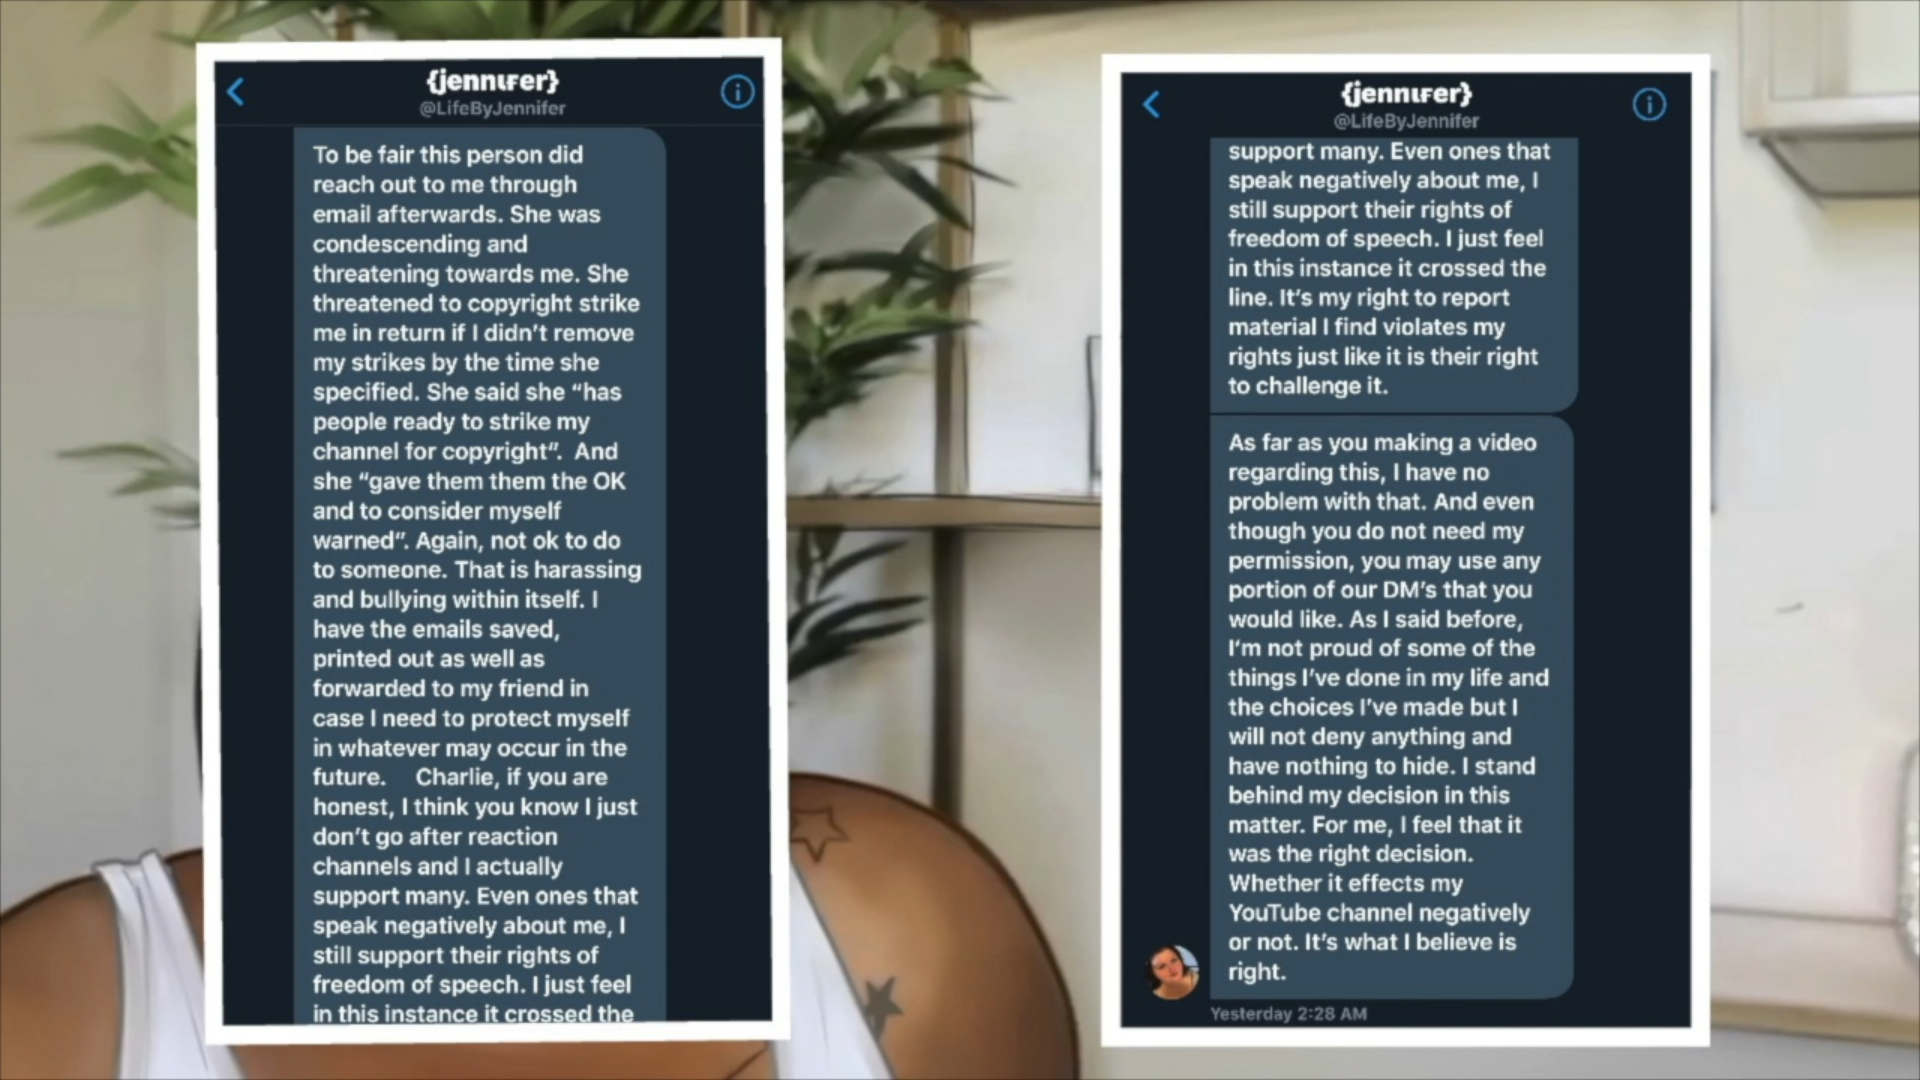 {jennifer}
@LifeByJennifer
To be fair this person did
reach out to me through
email afterwards. She was
condescending and
threatening towards me. She
threatened to copyright strike
me in return if I didn't remove
my strikes by the time she
specified. She said she “has
people ready to strike my
channel for copyright”. And
she “gave them them the OK
and to consider myself
warned”. Again, not ok to do
to someone. That is harassing
and bullying within itself. I
have the emails saved,
printed out as well as
forwarded to my friend in
case I need to protect myself
in whatever may occur in the
future. Charlie, if you are
honest, I think you know I just
don't go after reaction
channels and I actually
support many. Even ones that
speak negatively about me, I
still support their rights of
freedom of speech. I just feel
in this instance it crossed the
{jennifer}
@LifeByJennifer
support many. Even ones that
speak negatively about me, I
still support their rights of
freedom of speech. I just feel
in this instance it crossed the
line. It's my right to report
material I find violates my
rights just like it is their right
to challenge it.
As far as you making a video
regarding this, I have no
problem with that. And even
though you do not need my
permission, you may use any
portion of our DM's that you
would like. As I said before,
I'm not proud of some of the
things I've done in my life and
the choices I've made but I
will not deny anything and
have nothing to hide. I stand
behind my decision in this
matter. For me, I feel that it
was the right decision.
Whether it effects my
YouTube channel negatively
or not. It's what I believe is
right.
Yesterday 2:28 AM